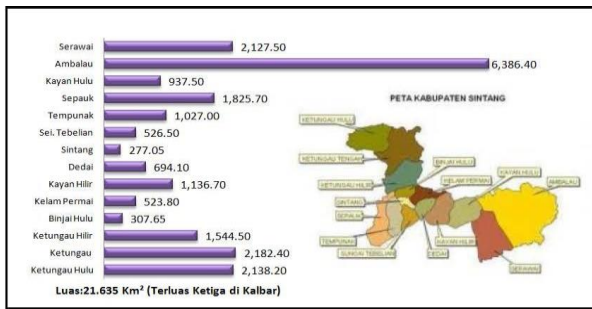 Serawai 2,127.50
Ambalau 6,386.40
Kayan Hulu 937.50
Sepauk 1,825.70
Tempunak 1,027.00
Sei. Tebelian 526.50
Sintang 277.05
Dedai 694.10
Kayan Hilir 1,136.70
Kelam Permai 523.80
Binjai Hulu 307.65
Ketungau Hilir 1,544.50
Ketungau 2,182.40
Ketungau Hulu 2,138.20
Luas:21.635 Km² (Terluas Ketiga di Kalbar)
PETA KABUPATEN SINTANG
KETUNGAU HULU
KETUNGAU TENGAH
BINJAI HULU
KETUNGAU HILIR
KELAM PERMAI
KAYAN HULU
AMBALAU
SINTANG
SEPAUK
TEMPUNAK
KAYAN HILIR
SUNGAI TEBELIAN
DEDAI
SERAWAI